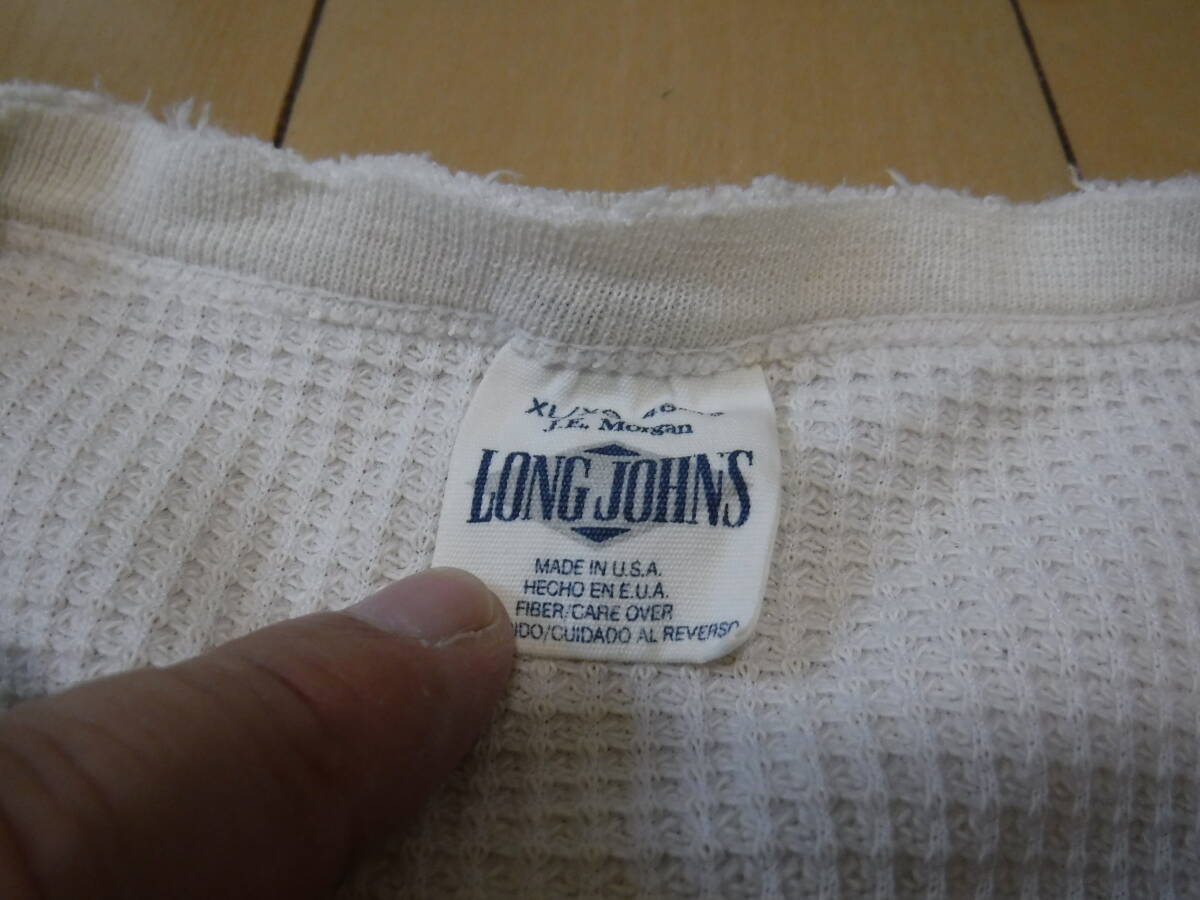 J.E. Morgan
LONG JOHNS
MADE IN U.S.A.
HECHO EN E.U.A.
FIBER/CARE OVER
CUIDADO AL REVERSO